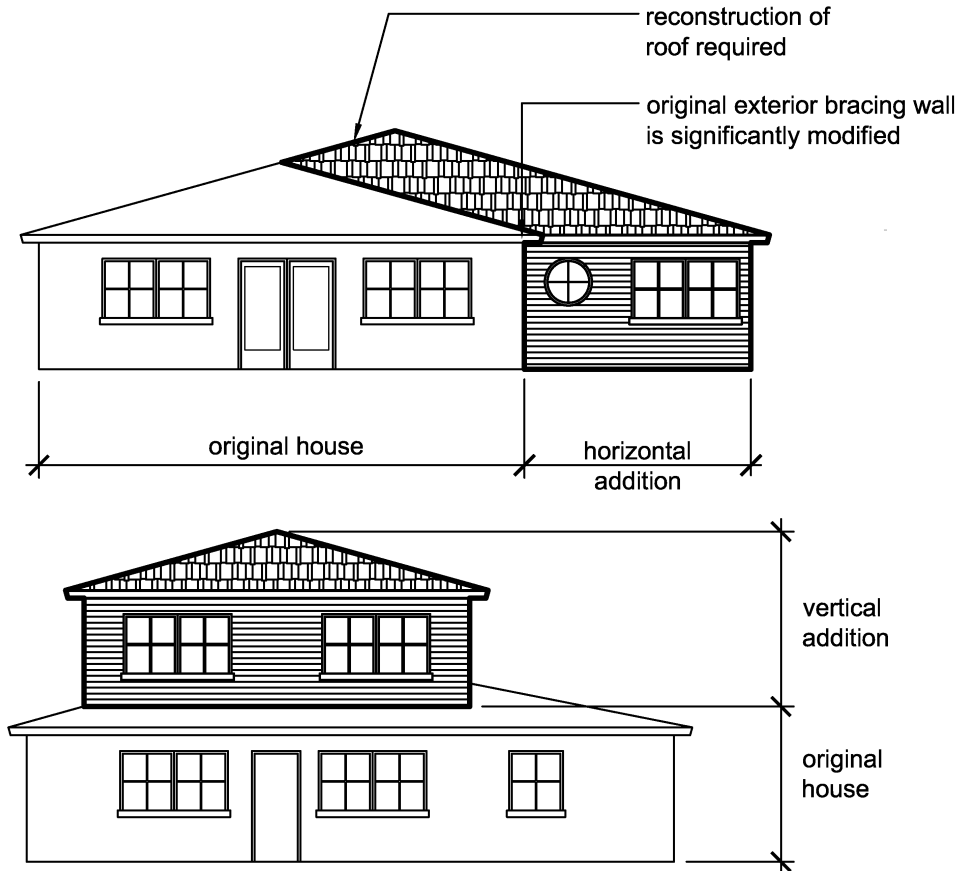 reconstruction of
roof required
original exterior bracing wall
is significantly modified
original house
horizontal
addition
vertical
addition
original
house